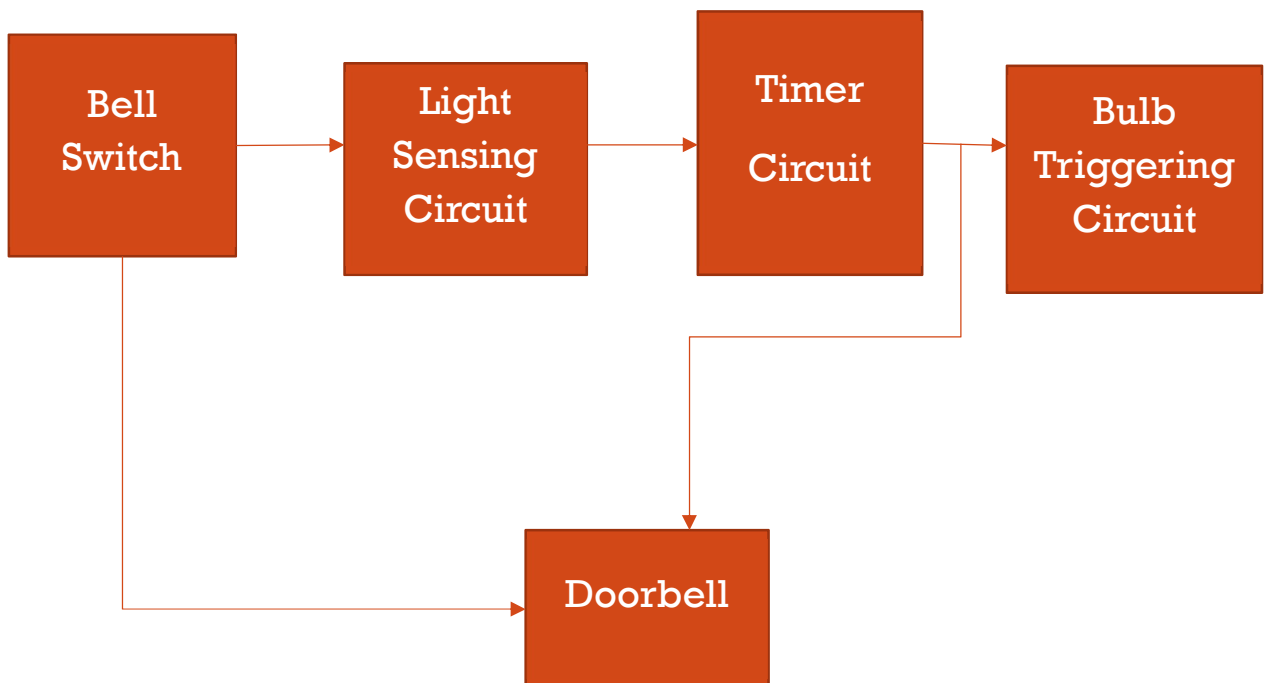 Bell
Switch
Light
Sensing
Circuit
Timer
Circuit
Bulb
Triggering
Circuit
Doorbell